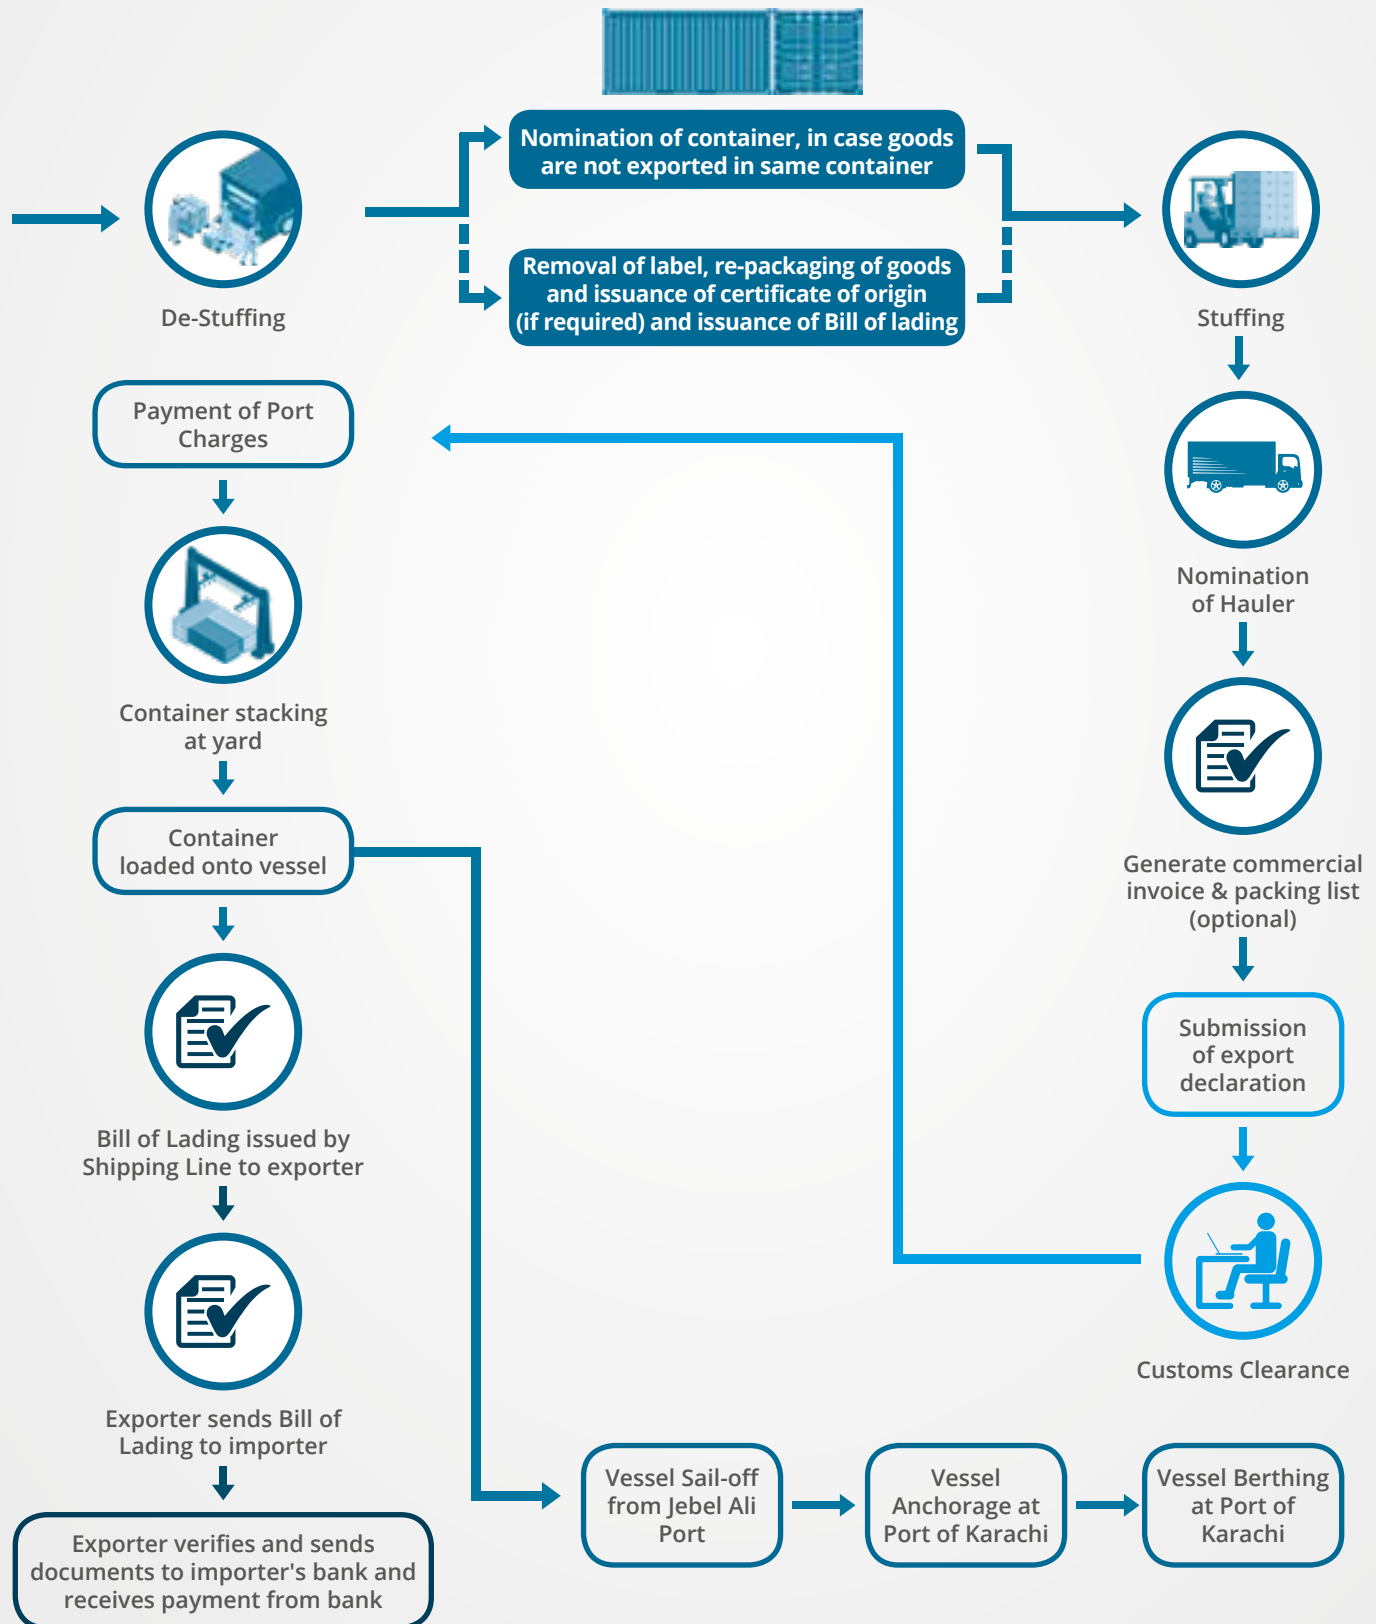 Nomination of container, in case goods
are not exported in same container
Removal of label, re-packaging of goods
and issuance of certificate of origin
(if required) and issuance of Bill of lading
De-Stuffing
Stuffing
Nomination
of Hauler
Generate commercial
invoice & packing list
(optional)
Submission
of export
declaration
Customs Clearance
Payment of Port
Charges
Container stacking
at yard
Container
loaded onto vessel
Bill of Lading issued by
Shipping Line to exporter
Exporter sends Bill of
Lading to importer
Exporter verifies and sends
documents to importer's bank and
receives payment from bank
Vessel Sail-off
from Jebel Ali
Port
Vessel
Anchorage at
Port of Karachi
Vessel Berthing
at Port of
Karachi